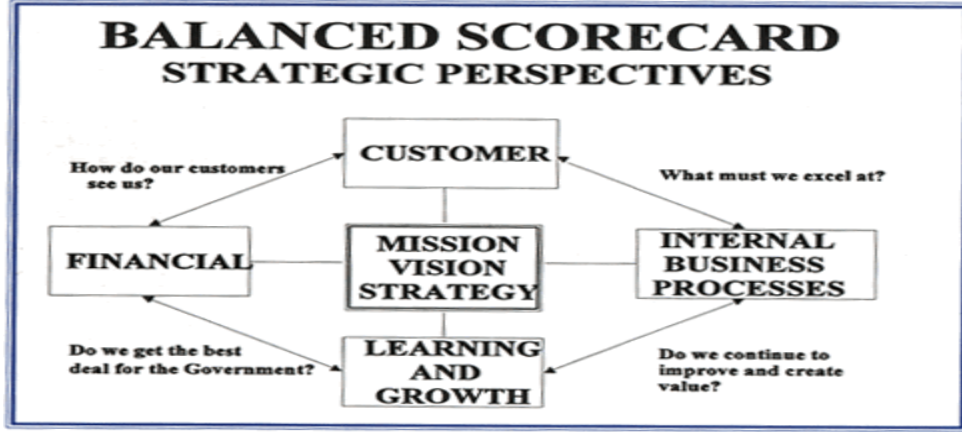 BALANCED SCORECARD
STRATEGIC PERSPECTIVES
CUSTOMER
How do our customers
see us?
What must we excel at?
FINANCIAL
MISSION
VISION
STRATEGY
INTERNAL
BUSINESS
PROCESSES
Do we get the best
deal for the Government?
LEARNING
AND
GROWTH
Do we continue to
improve and create
value?